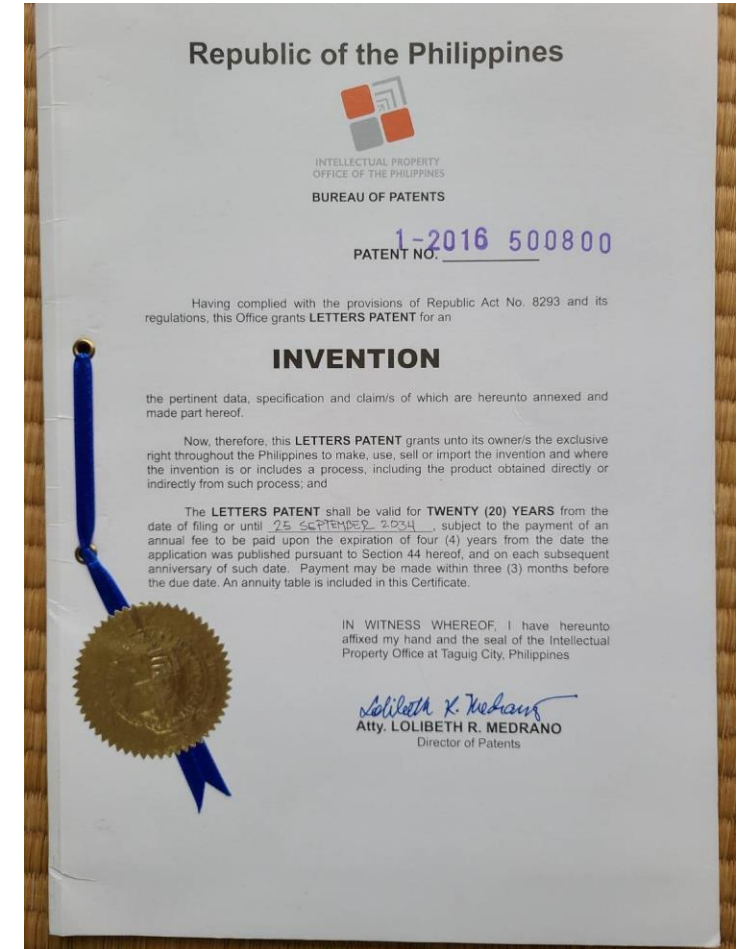 Republic of the Philippines
INTELLECTUAL PROPERTY
OFFICE OF THE PHILIPPINES
BUREAU OF PATENTS
PATENT NO. 1-2016 500800
Having complied with the provisions of Republic Act No. 8293 and its
regulations, this Office grants LETTERS PATENT for an
INVENTION
the pertinent data, specification and claim/s of which are hereunto annexed and
made part hereof.
Now, therefore, this LETTERS PATENT grants unto its owner/s the exclusive
right throughout the Philippines to make, use, sell or import the invention and where
the invention is or includes a process, including the product obtained directly or
indirectly from such process; and
The LETTERS PATENT shall be valid for TWENTY (20) YEARS from the
date of filing or until 25 SEPTEMBER 2034, subject to the payment of an
annual fee to be paid upon the expiration of four (4) years from the date the
application was published pursuant to Section 44 hereof, and on each subsequent
anniversary of such date. Payment may be made within three (3) months before
the due date. An annuity table is included in this Certificate.
IN WITNESS WHEREOF, I have hereunto
affixed my hand and the seal of the Intellectual
Property Office at Taguig City, Philippines
Lolibeth R. Medrano
Atty. LOLIBETH R. MEDRANO
Director of Patents